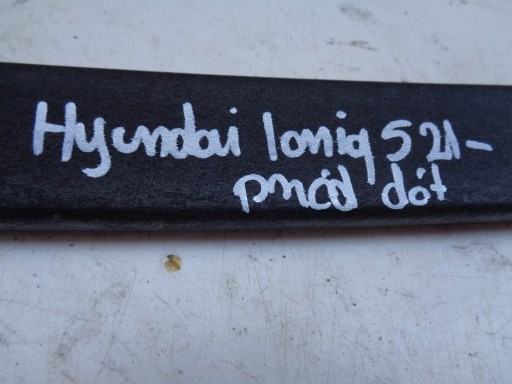 Hyundai Ioniq 5 21-
przód dół